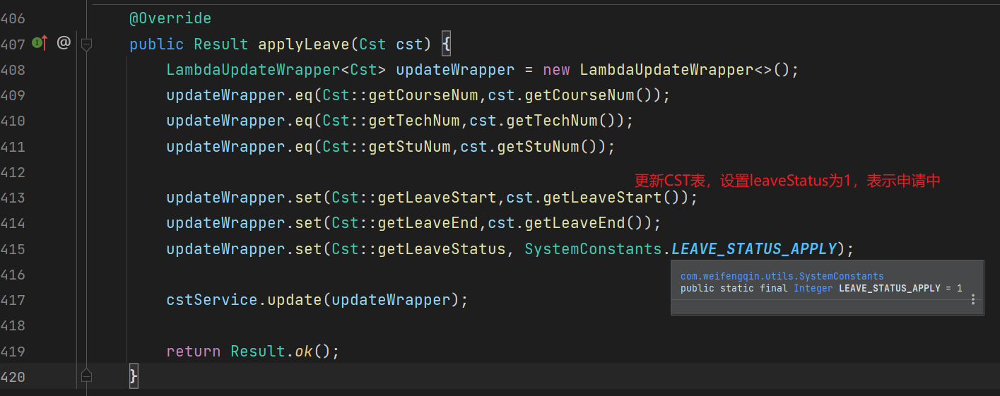 406 @Override
407 @ public Result applyLeave(Cst cst) {
408 LambdaUpdateWrapper<Cst> updateWrapper = new LambdaUpdateWrapper<>();
409 updateWrapper.eq(Cst::getCourseNum,cst.getCourseNum());
410 updateWrapper.eq(Cst::getTechNum,cst.getTechNum());
411 updateWrapper.eq(Cst::getStuNum,cst.getStuNum());
412
更新CST表，设置leaveStatus为1，表示申请中
413 updateWrapper.set(Cst::getLeaveStart,cst.getLeaveStart());
414 updateWrapper.set(Cst::getLeaveEnd,cst.getLeaveEnd());
415 updateWrapper.set(Cst::getLeaveStatus, SystemConstants.LEAVE_STATUS_APPLY);
416
com.weifengqin.utils.SystemConstants
public static final Integer LEAVE_STATUS_APPLY = 1
417 cstService.update(updateWrapper);
418
419 return Result.ok();
420 }